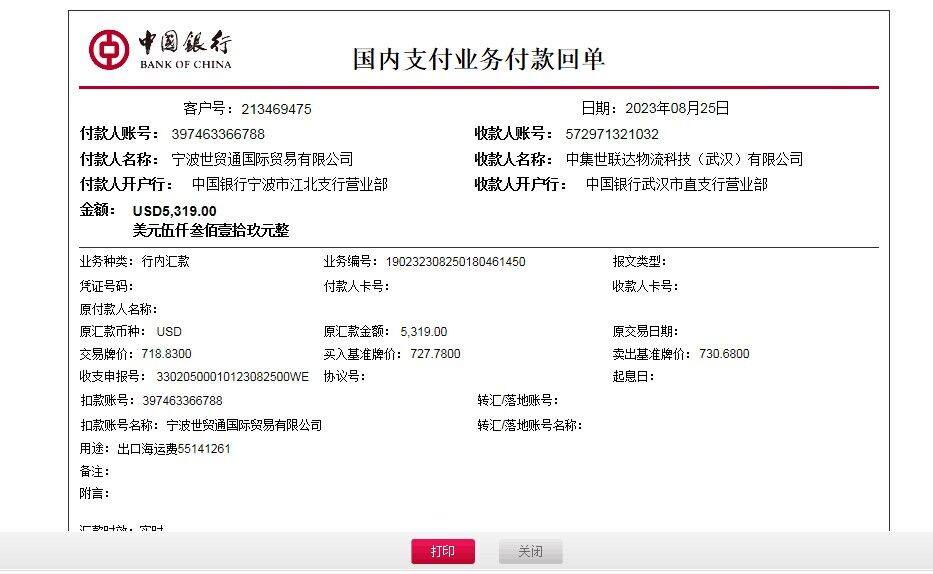 中国银行
BANK OF CHINA
国内支付业务付款回单
客户号：213469475 日期：2023年08月25日
付款人账号：397463366788 收款人账号：572971321032
付款人名称：宁波世贸通国际贸易有限公司 收款人名称：中集世联达物流科技（武汉）有限公司
付款人开户行：中国银行宁波市江北支行营业部 收款人开户行：中国银行武汉市直支行营业部
金额：USD5,319.00
美元伍仟叁佰壹拾玖元整
业务种类：行内汇款 业务编号：190232308250180461450 报文类型：
凭证号码： 付款人卡号： 收款人卡号：
原付款人名称：
原汇款币种：USD 原汇款金额：5,319.00 原交易日期：
交易牌价：718.8300 买入基准牌价：727.7800 卖出基准牌价：730.6800
收支申报号：33020500010123082500WE 协议号： 起息日：
扣款账号：397463366788 转汇/落地账号：
扣款账号名称：宁波世贸通国际贸易有限公司 转汇/落地账号名称：
用途：出口海运费55141261
备注：
附言：
汇款时效：实时
打印 关闭